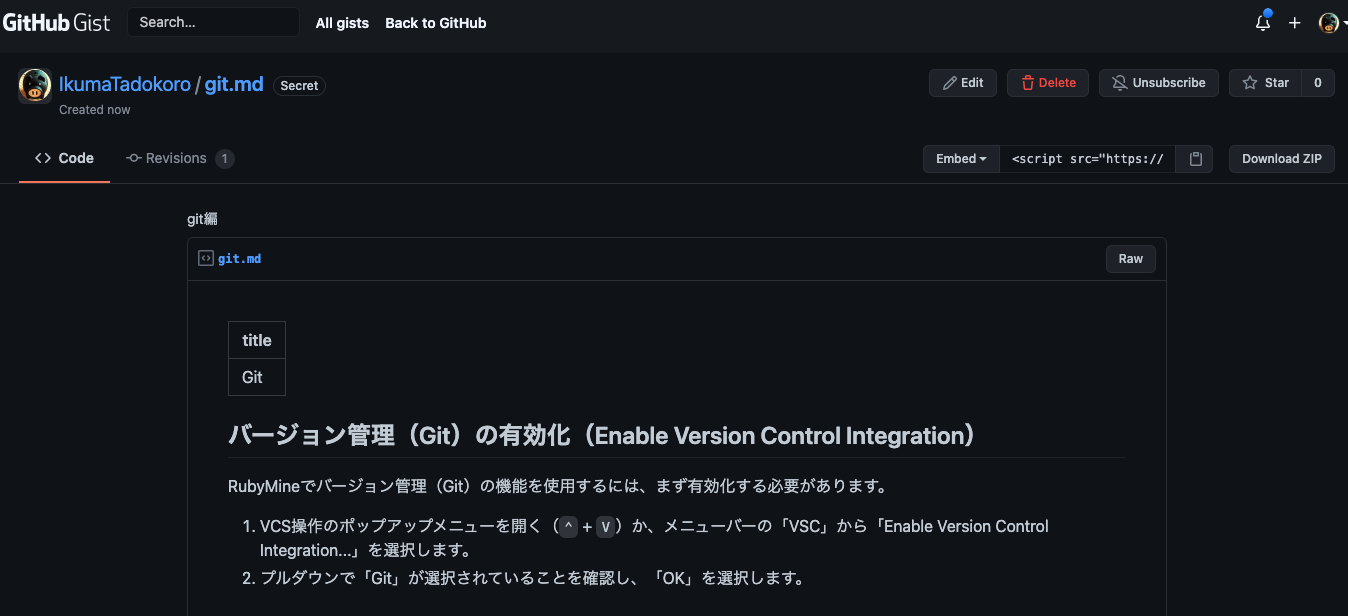 GitHub Gist Search... All gists Back to GitHub
IkumaTadokoro / git.md Secret Edit Delete Unsubscribe Star 0
Created now
Code Revisions 1 Embed <script src="https:// Download ZIP
git編
git.md Raw
title
Git
バージョン管理（Git）の有効化（Enable Version Control Integration）
RubyMineでバージョン管理（Git）の機能を使用するには、まず有効化する必要があります。
1. VCS操作のポップアップメニューを開く（^ + V）か、メニューバーの「VSC」から「Enable Version Control
Integration...」を選択します。
2. プルダウンで「Git」が選択されていることを確認し、「OK」を選択します。